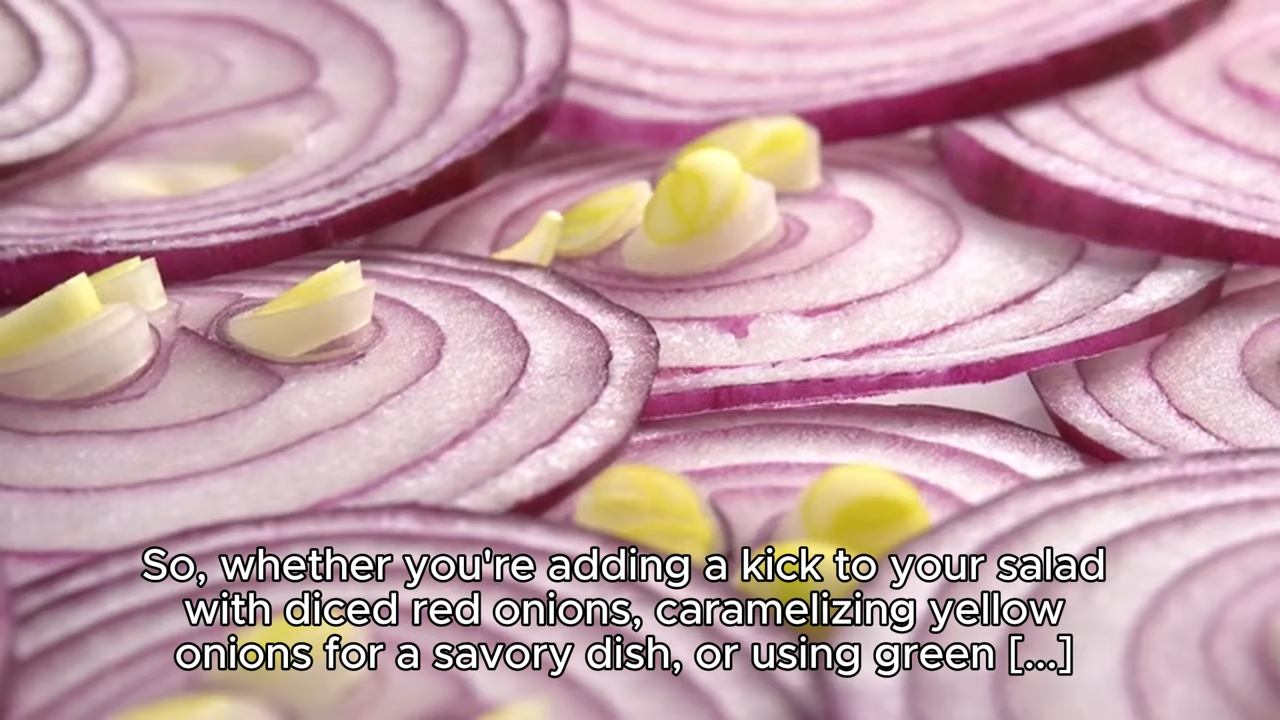 So, whether you're adding a kick to your salad
with diced red onions, caramelizing yellow
onions for a savory dish, or using green [...]